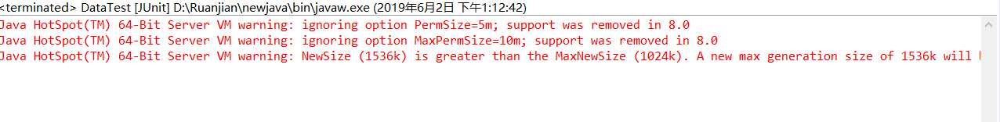 <terminated> DataTest [JUnit] D:\Ruanjian\newjava\bin\javaw.exe (2019年6月2日 下午1:12:42)
Java HotSpot(TM) 64-Bit Server VM warning: ignoring option PermSize=5m; support was removed in 8.0
Java HotSpot(TM) 64-Bit Server VM warning: ignoring option MaxPermSize=10m; support was removed in 8.0
Java HotSpot(TM) 64-Bit Server VM warning: NewSize (1536k) is greater than the MaxNewSize (1024k). A new max generation size of 1536k will